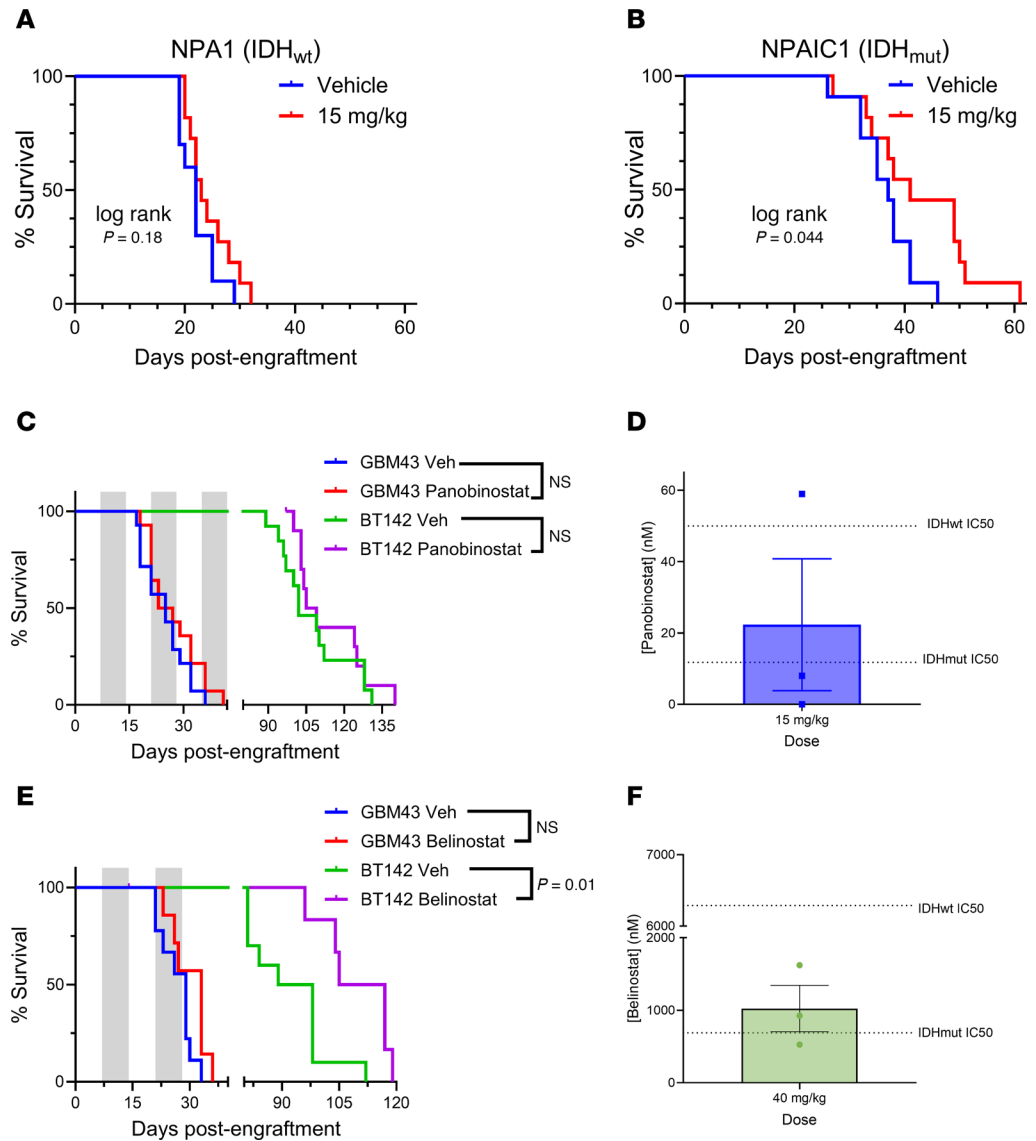 A
NPA1 (IDHwt)
Vehicle
15 mg/kg
100
50
0
% Survival
log rank
P = 0.18
0 20 40 60
Days post-engraftment
B
NPAIC1 (IDHmut)
Vehicle
15 mg/kg
100
50
0
% Survival
log rank
P = 0.044
0 20 40 60
Days post-engraftment
C
GBM43 Veh
GBM43 Panobinostat
NS
BT142 Veh
BT142 Panobinostat
NS
100
50
0
% Survival
0 15 30 90 105 120 135
Days post-engraftment
D
60
40
20
0
[Panobinostat] (nM)
IDHwt IC50
IDHmut IC50
15 mg/kg
Dose
E
GBM43 Veh
GBM43 Belinostat
NS
BT142 Veh
BT142 Belinostat
P = 0.01
100
50
0
% Survival
0 15 30 90 105 120
Days post-engraftment
F
7000
6000
2000
1000
0
[Belinostat] (nM)
IDHwt IC50
IDHmut IC50
40 mg/kg
Dose